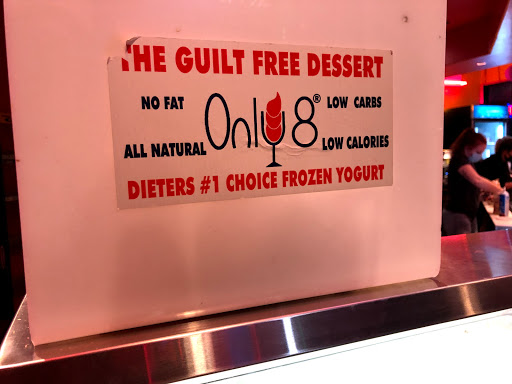 THE GUILT FREE DESSERT
NO FAT Only 8® LOW CARBS
ALL NATURAL LOW CALORIES
DIETERS #1 CHOICE FROZEN YOGURT